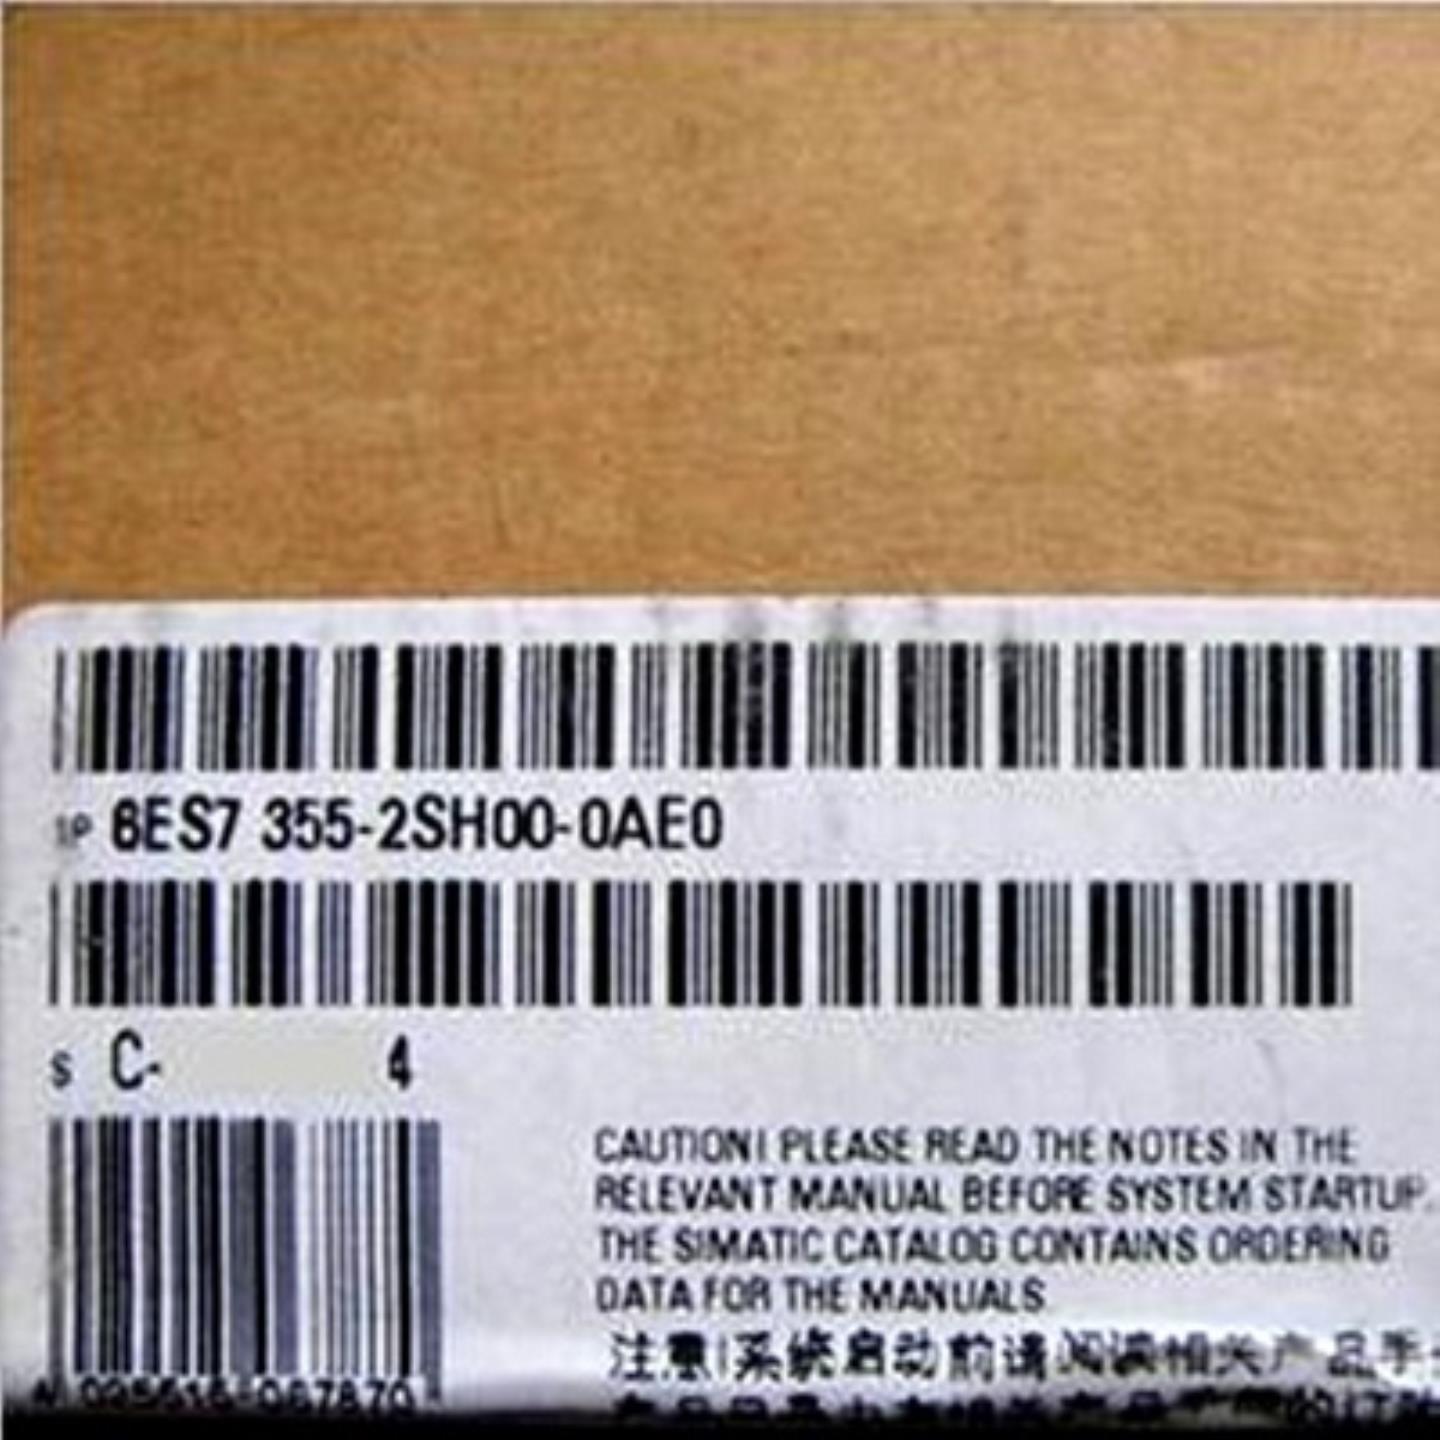 1P 6ES7 355-2SH00-0AE0
S C- 4
CAUTION! PLEASE READ THE NOTES IN THE
RELEVANT MANUAL BEFORE SYSTEM STARTUP.
THE SIMATIC CATALOG CONTAINS ORDERING
DATA FOR THE MANUALS.
注意!系统启动前请阅读相关产品手